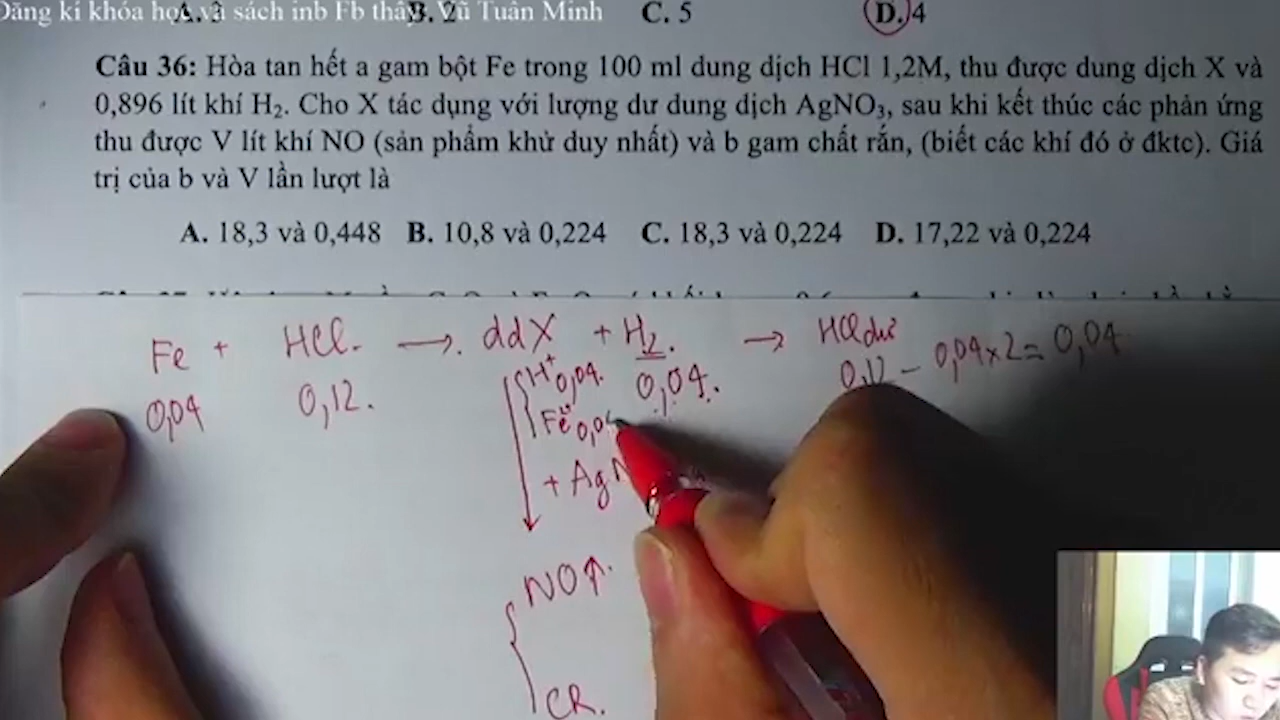 Đăng kí khóa học và sách inb Fb thầy Vũ Tuấn Minh
A. 3 B. 2 C. 5 D. 4
Câu 36: Hòa tan hết a gam bột Fe trong 100 ml dung dịch HCl 1,2M, thu được dung dịch X và
0,896 lít khí H₂. Cho X tác dụng với lượng dư dung dịch AgNO₃, sau khi kết thúc các phản ứng
thu được V lít khí NO (sản phẩm khử duy nhất) và b gam chất rắn, (biết các khí đó ở đktc). Giá
trị của b và V lần lượt là
A. 18,3 và 0,448 B. 10,8 và 0,224 C. 18,3 và 0,224 D. 17,22 và 0,224
Fe + HCl. → ddX + H₂. → HCl dư
0,04 0,12. H⁺ 0,04. 0,04. 0,12 - 0,04x2 = 0,04
+ AgN
NO↑.
CR.